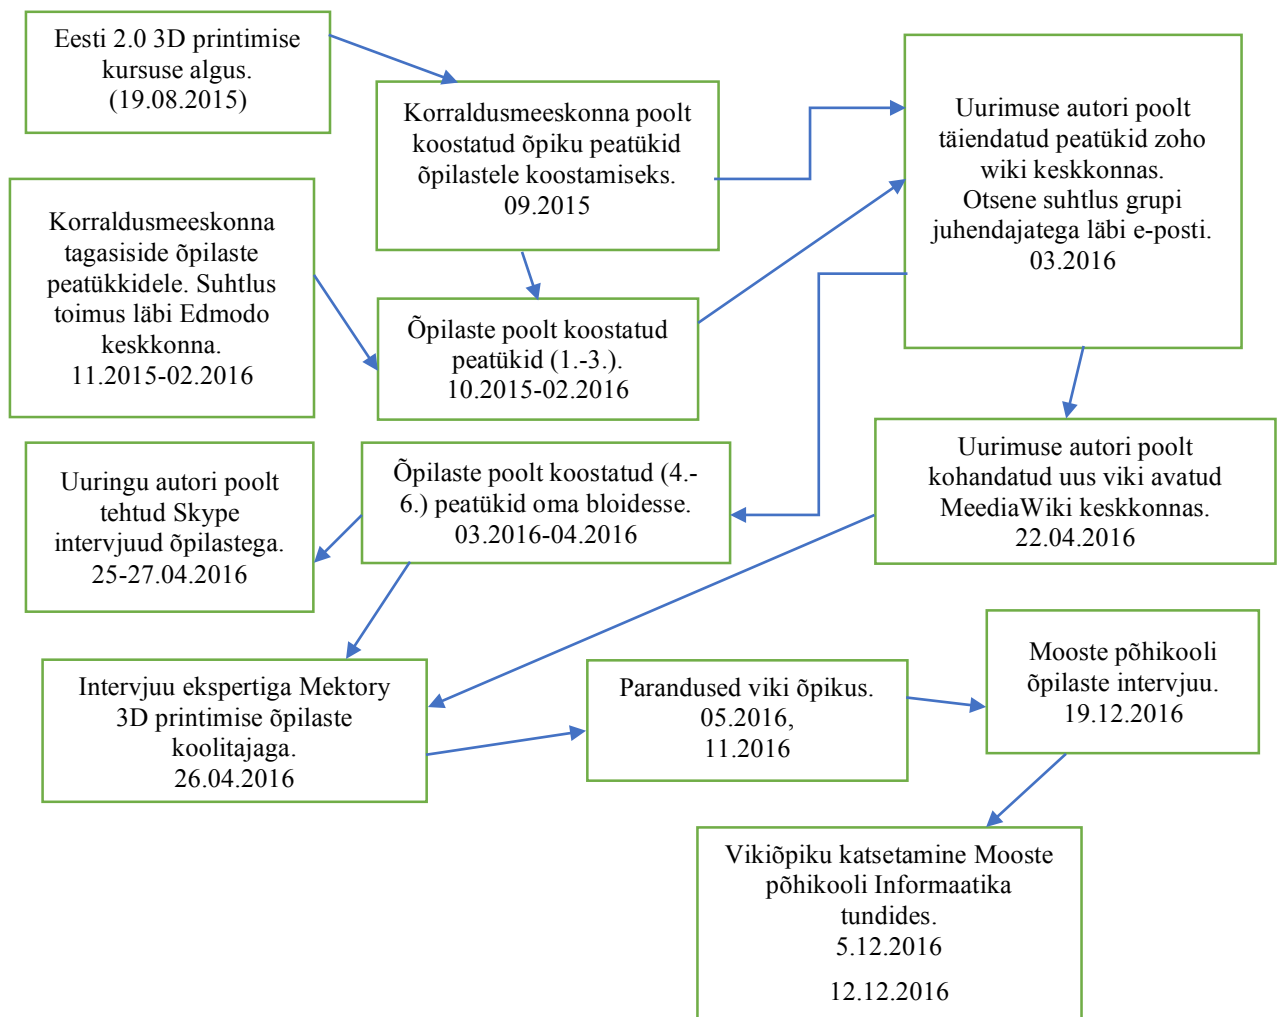 Eesti 2.0 3D printimise
kursuse algus.
(19.08.2015)
Korraldusmeeskonna poolt
koostatud õpiku peatükid
õpilastele koostamiseks.
09.2015
Uurimuse autori poolt
täiendatud peatükid zoho
wiki keskkonnas.
Otsene suhtlus grupi
juhendajatega läbi e-posti.
03.2016
Korraldusmeeskonna
tagasiside õpilaste
peatükkidele. Suhtlus
toimus läbi Edmodo
keskkonna.
11.2015-02.2016
Õpilaste poolt koostatud
peatükid (1.-3.).
10.2015-02.2016
Uuringu autori poolt
tehtud Skype
intervjuud õpilastega.
25-27.04.2016
Õpilaste poolt koostatud (4.-
6.) peatükid oma bloidesse.
03.2016-04.2016
Uurimuse autori poolt
kohandatud uus viki avatud
MeediaWiki keskkonnas.
22.04.2016
Intervjuu ekspertiga Mektory
3D printimise õpilaste
koolitajaga.
26.04.2016
Parandused viki õpikus.
05.2016,
11.2016
Mooste põhikooli
õpilaste intervjuu.
19.12.2016
Vikiõpiku katsetamine Mooste
põhikooli Informaatika
tundides.
5.12.2016
12.12.2016